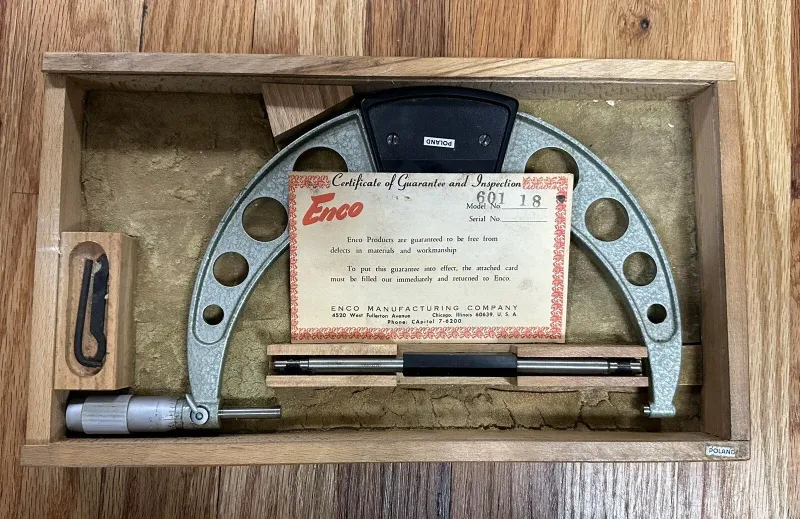 POLAND
Certificate of Guarantee and Inspection
Enco
Model No. 601 18
Serial No.
Enco Products are guaranteed to be free from
defects in materials and workmanship
To put this guarantee into effect, the attached card
must be filled out immediately and returned to Enco.
ENCO MANUFACTURING COMPANY
4520 West Fullerton Avenue Chicago, Illinois 60639, U. S. A.
Phone: CApitol 7-6200
POLAND